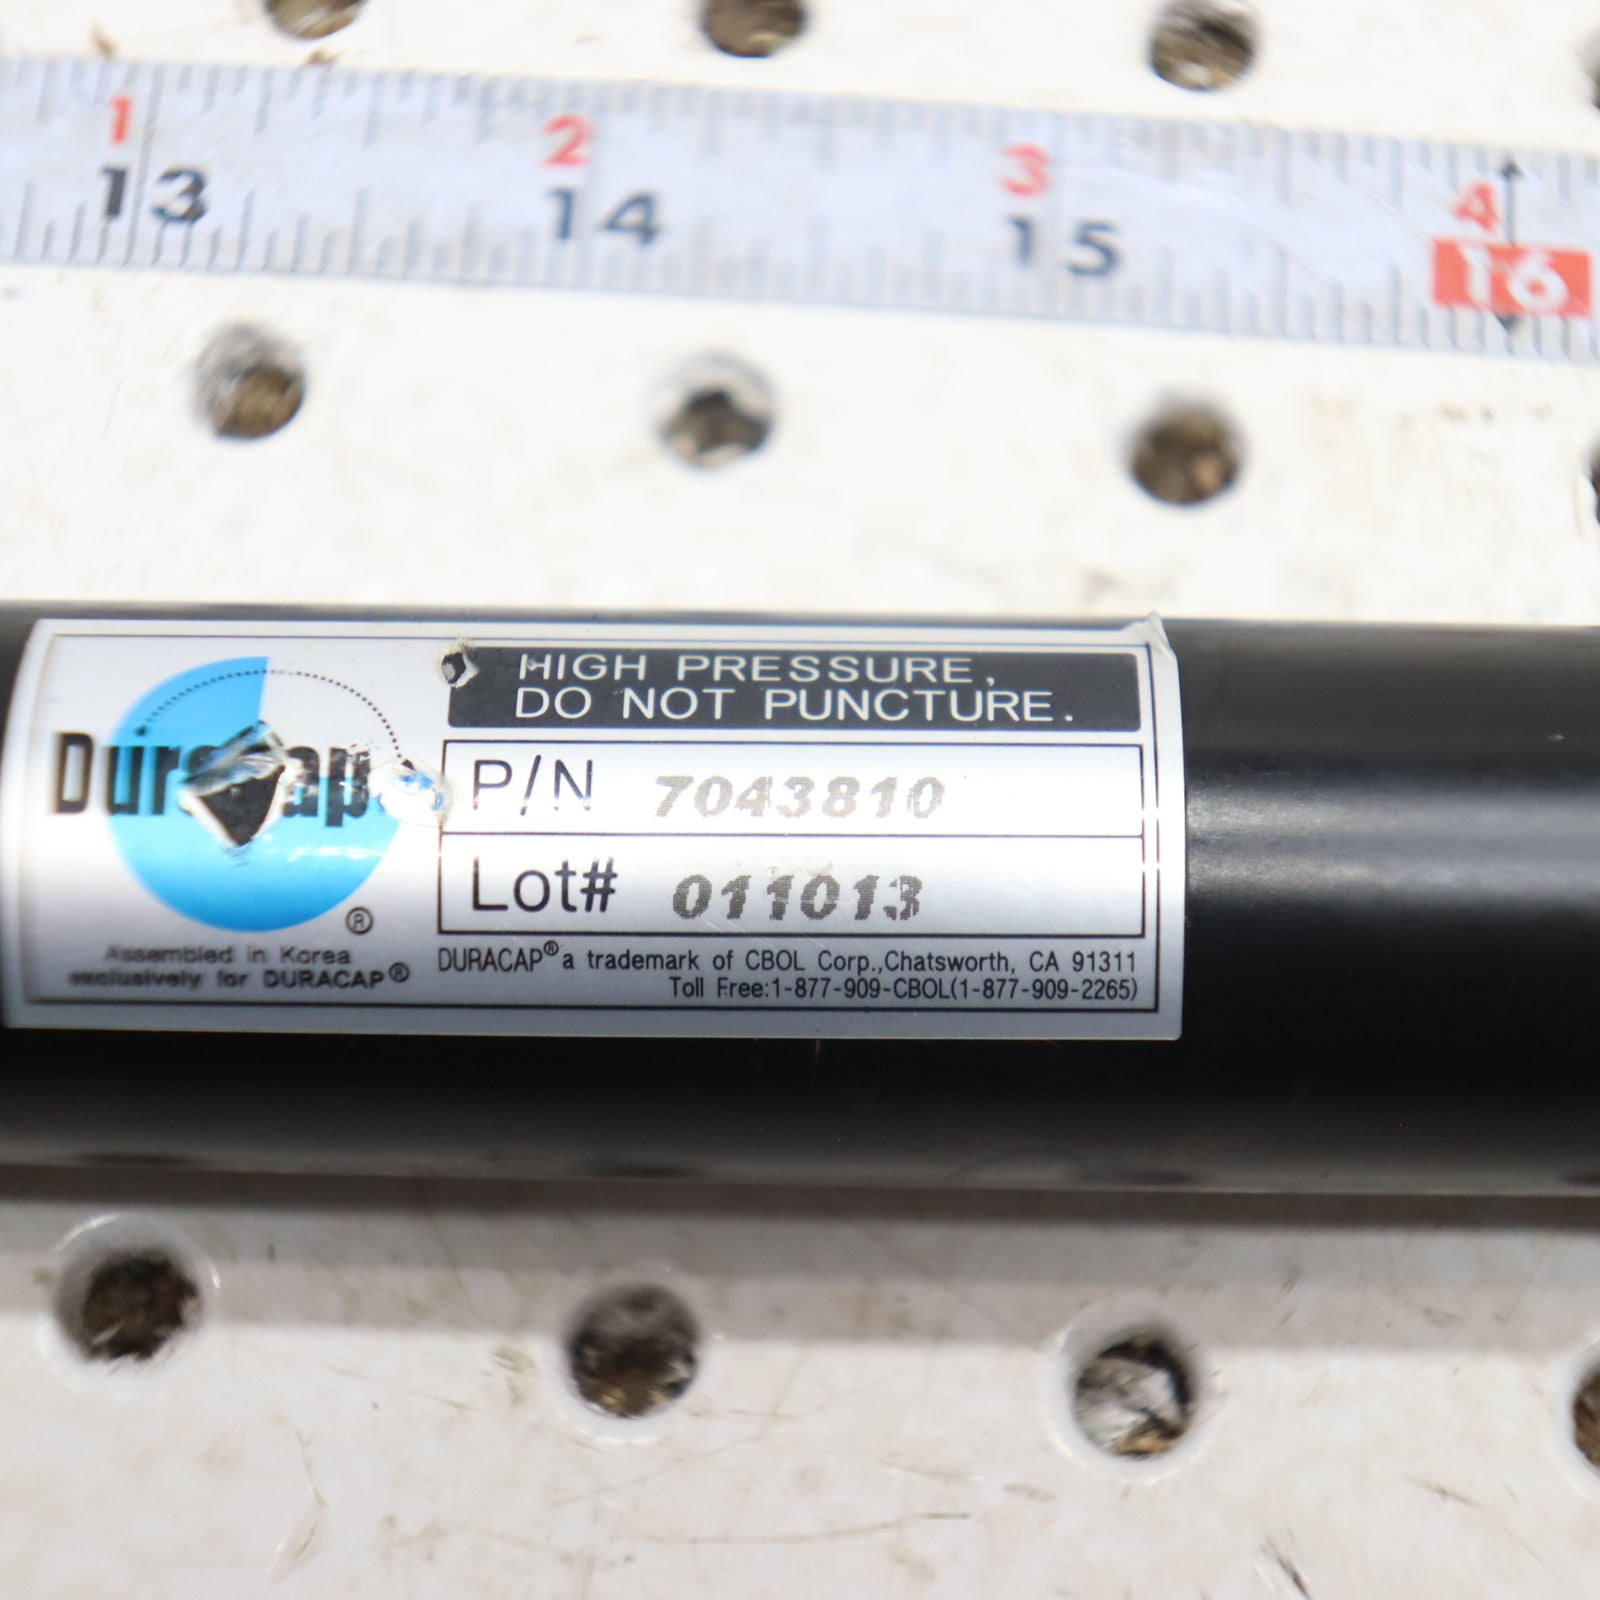 1 2 3 4
13 14 15 16
Duracap
HIGH PRESSURE,
DO NOT PUNCTURE.
P/N 7043810
Lot# 011013
®
Assembled in Korea
exclusively for DURACAP®
DURACAP® a trademark of CBOL Corp.,Chatsworth, CA 91311
Toll Free:1-877-909-CBOL(1-877-909-2265)